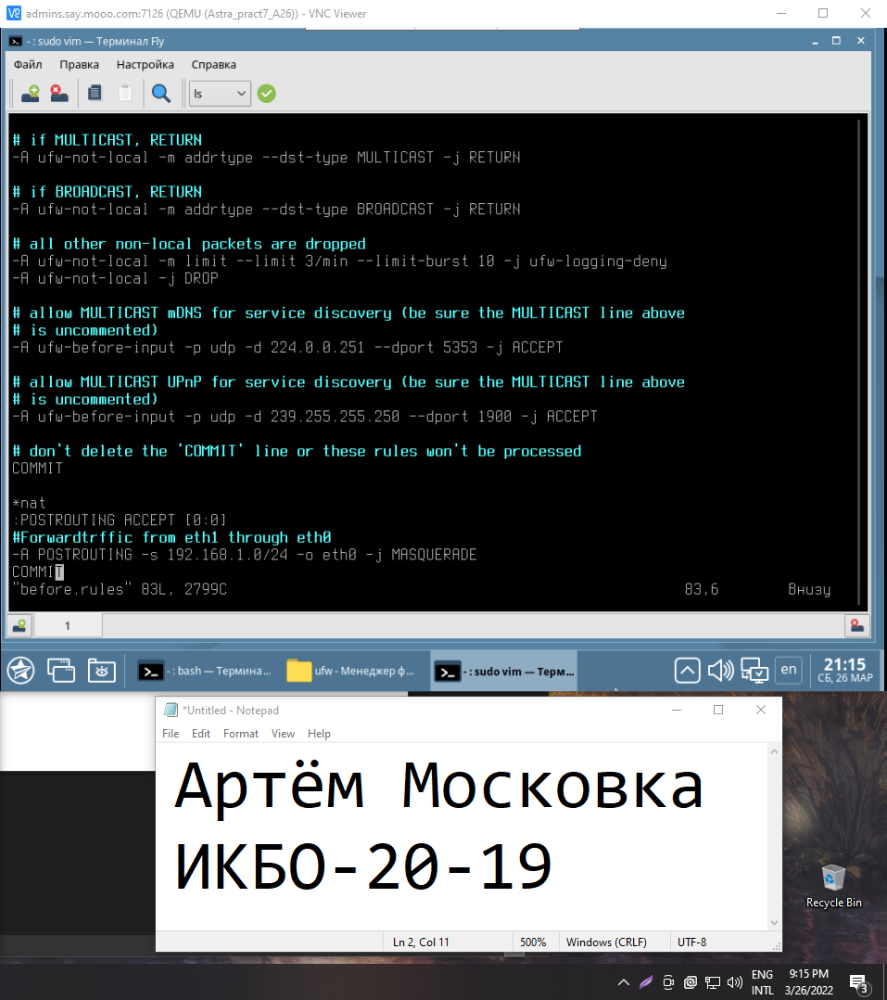 admins.say.mooo.com:7126 (QEMU (Astra_pract7_A26)) - VNC Viewer
- : sudo vim — Терминал Fly
Файл Правка Настройка Справка
ls
# if MULTICAST, RETURN
-A ufw-not-local -m addrtype --dst-type MULTICAST -j RETURN
# if BROADCAST, RETURN
-A ufw-not-local -m addrtype --dst-type BROADCAST -j RETURN
# all other non-local packets are dropped
-A ufw-not-local -m limit --limit 3/min --limit-burst 10 -j ufw-logging-deny
-A ufw-not-local -j DROP
# allow MULTICAST mDNS for service discovery (be sure the MULTICAST line above
# is uncommented)
-A ufw-before-input -p udp -d 224.0.0.251 --dport 5353 -j ACCEPT
# allow MULTICAST UPnP for service discovery (be sure the MULTICAST line above
# is uncommented)
-A ufw-before-input -p udp -d 239.255.255.250 --dport 1900 -j ACCEPT
# don't delete the 'COMMIT' line or these rules won't be processed
COMMIT
*nat
:POSTROUTING ACCEPT [0:0]
#Forwardtrffic from eth1 through eth0
-A POSTROUTING -s 192.168.1.0/24 -o eth0 -j MASQUERADE
COMMIT
"before.rules" 83L, 2799C 83,6 Внизу
1
- : bash — Термина... ufw - Менеджер ф... - : sudo vim — Терм... en 21:15
СБ, 26 МАР
*Untitled - Notepad
File Edit Format View Help
Артём Московка
ИКБО-20-19
Recycle Bin
Ln 2, Col 11 500% Windows (CRLF) UTF-8
ENG 9:15 PM
INTL 3/26/2022 3